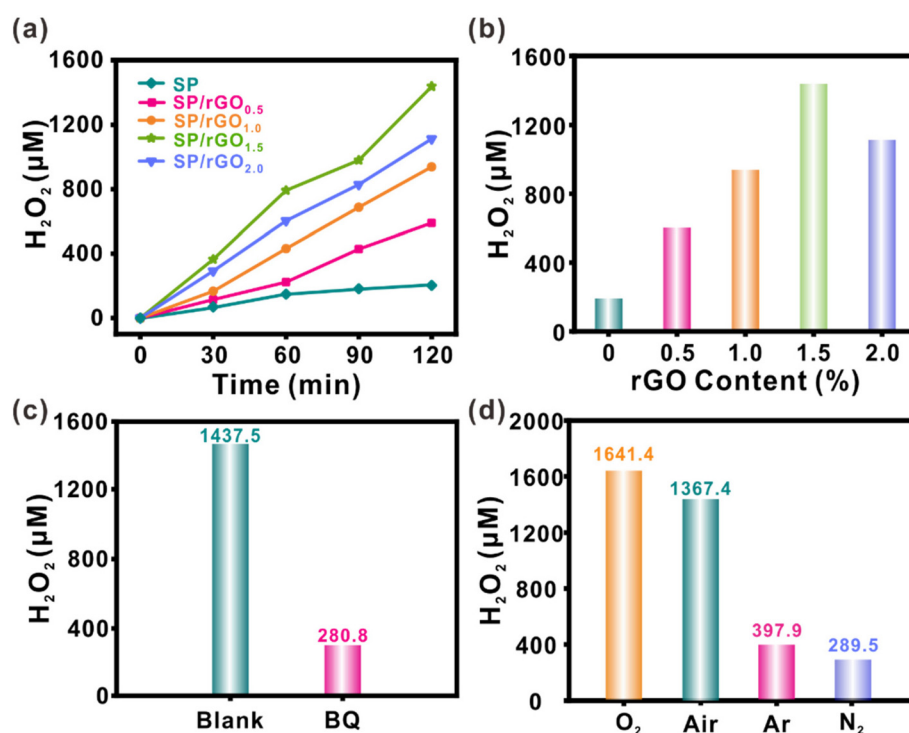 (a)
H₂O₂ (μM)
1600
1200
800
400
0
SP
SP/rGO₀.₅
SP/rGO₁.₀
SP/rGO₁.₅
SP/rGO₂.₀
0 30 60 90 120
Time (min)
(b)
H₂O₂ (μM)
1600
1200
800
400
0
0 0.5 1.0 1.5 2.0
rGO Content (%)
(c)
H₂O₂ (μM)
1600
1200
800
400
0
1437.5
280.8
Blank BQ
(d)
H₂O₂ (μM)
2000
1600
1200
800
400
0
1641.4
1367.4
397.9
289.5
O₂ Air Ar N₂